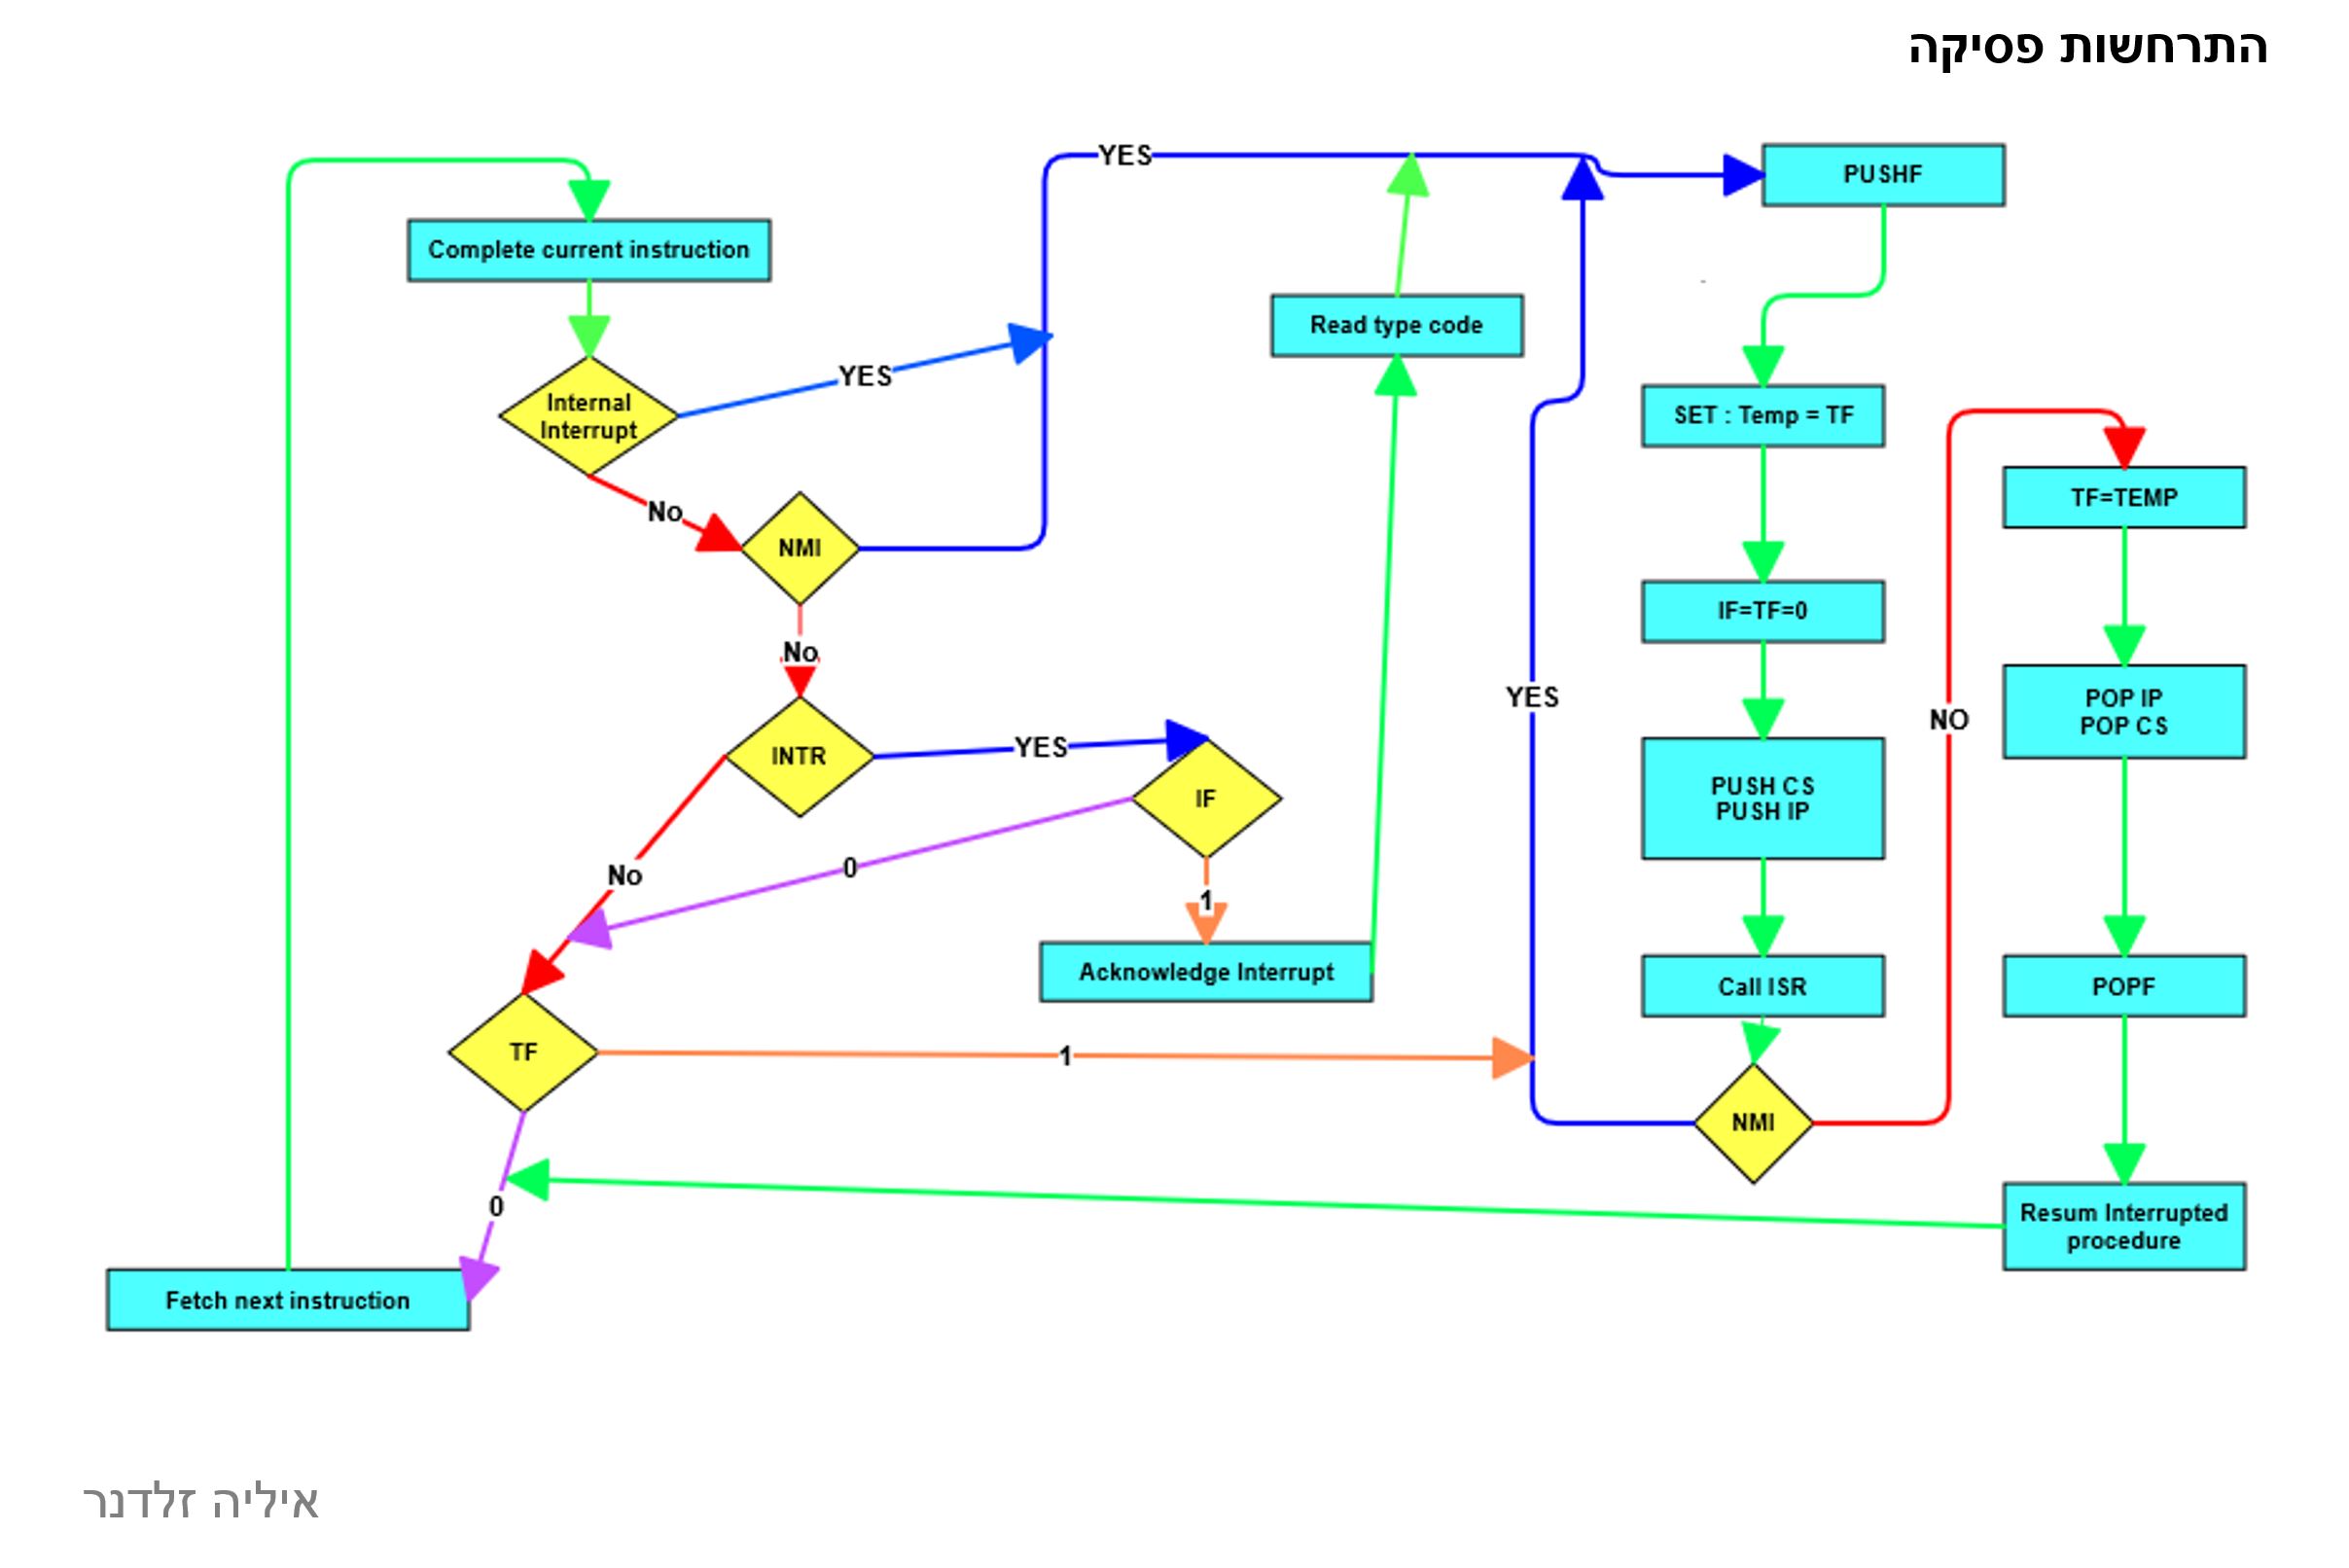 התרחשות פסיקה
YES
PUSHF
Complete current instruction
Read type code
YES
Internal
Interrupt
SET : Temp = TF
TF=TEMP
No
NMI
IF=TF=0
No
YES
POP IP
POP CS
NO
INTR
YES
IF
PUSH CS
PUSH IP
No
0
1
Acknowledge Interrupt
Call ISR
POPF
TF
1
NMI
0
Resum Interrupted
procedure
Fetch next instruction
איליה זלדנר